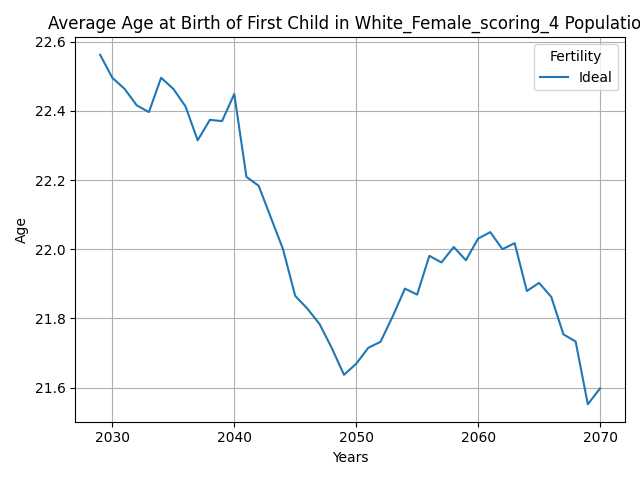 Average Age at Birth of First Child in White_Female_scoring_4 Populatio
Fertility
Ideal
22.6
22.4
22.2
22.0
21.8
21.6
Age
2030 2040 2050 2060 2070
Years